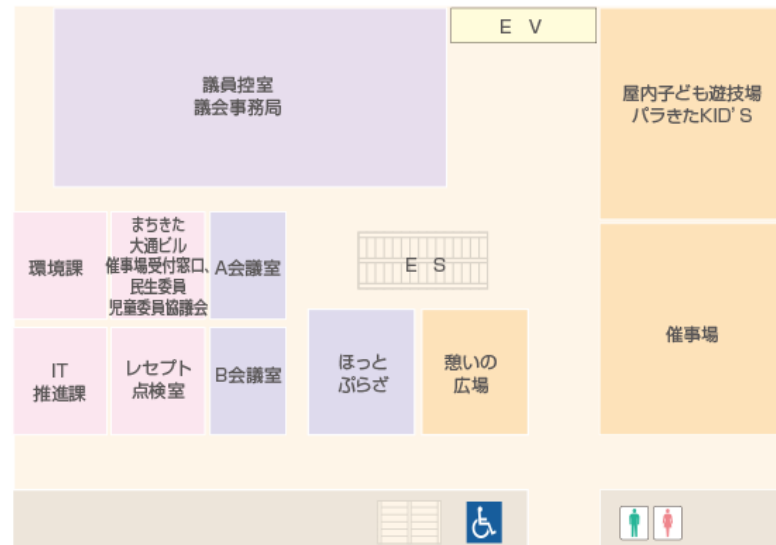 E V
議員控室
議会事務局
屋内子ども遊技場
パラきたKID'S
環境課
まちきた
大通ビル
催事場受付窓口、
民生委員
児童委員協議会
A会議室
E S
催事場
IT
推進課
レセプト
点検室
B会議室
ほっと
ぷらざ
憩いの
広場